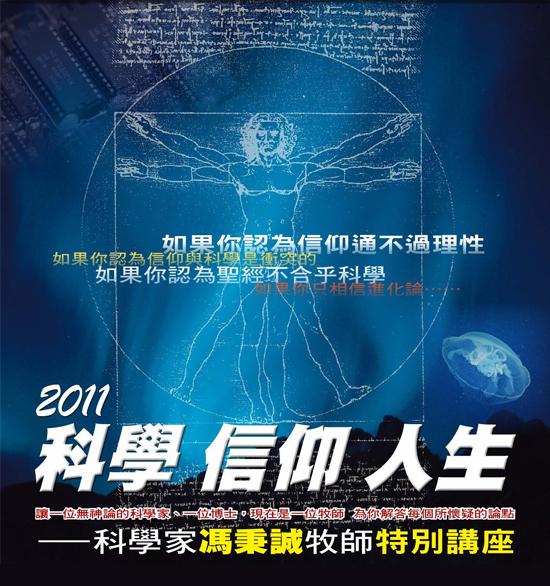 如果你認為信仰通不過理性
如果你認為信仰與科學是衝突的
如果你認為聖經不合乎科學
如果你只相信進化論……
2011
科學 信仰 人生
讓一位無神論的科學家、一位博士，現在是一位牧師 為你解答每個所懷疑的論點
——科學家馮秉誠牧師特別講座